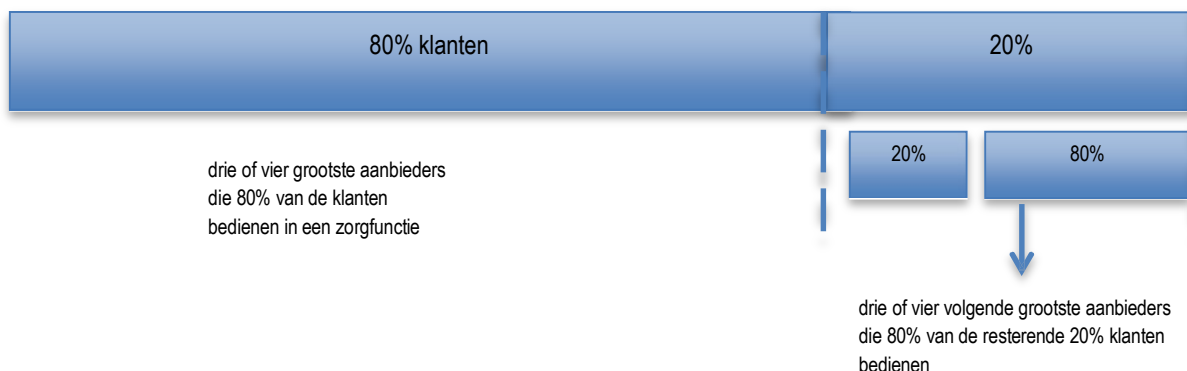 80% klanten
20%
20%
80%
drie of vier grootste aanbieders
die 80% van de klanten
bedienen in een zorgfunctie
drie of vier volgende grootste aanbieders
die 80% van de resterende 20% klanten
bedienen